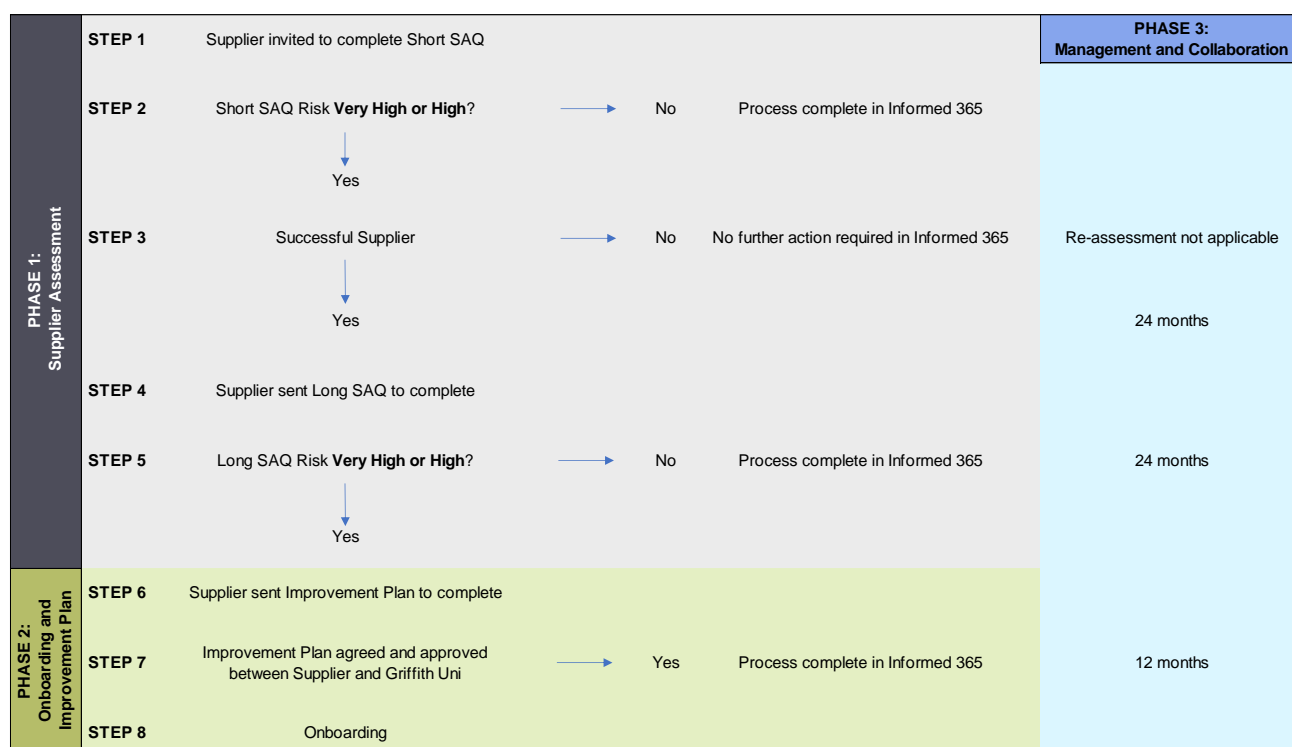 PHASE 3:
Management and Collaboration
PHASE 1:
Supplier Assessment
STEP 1 Supplier invited to complete Short SAQ
STEP 2 Short SAQ Risk Very High or High? No Process complete in Informed 365
Yes
STEP 3 Successful Supplier No No further action required in Informed 365 Re-assessment not applicable
Yes 24 months
STEP 4 Supplier sent Long SAQ to complete
STEP 5 Long SAQ Risk Very High or High? No Process complete in Informed 365 24 months
Yes
PHASE 2:
Onboarding and
Improvement Plan
STEP 6 Supplier sent Improvement Plan to complete
STEP 7 Improvement Plan agreed and approved
between Supplier and Griffith Uni Yes Process complete in Informed 365 12 months
STEP 8 Onboarding